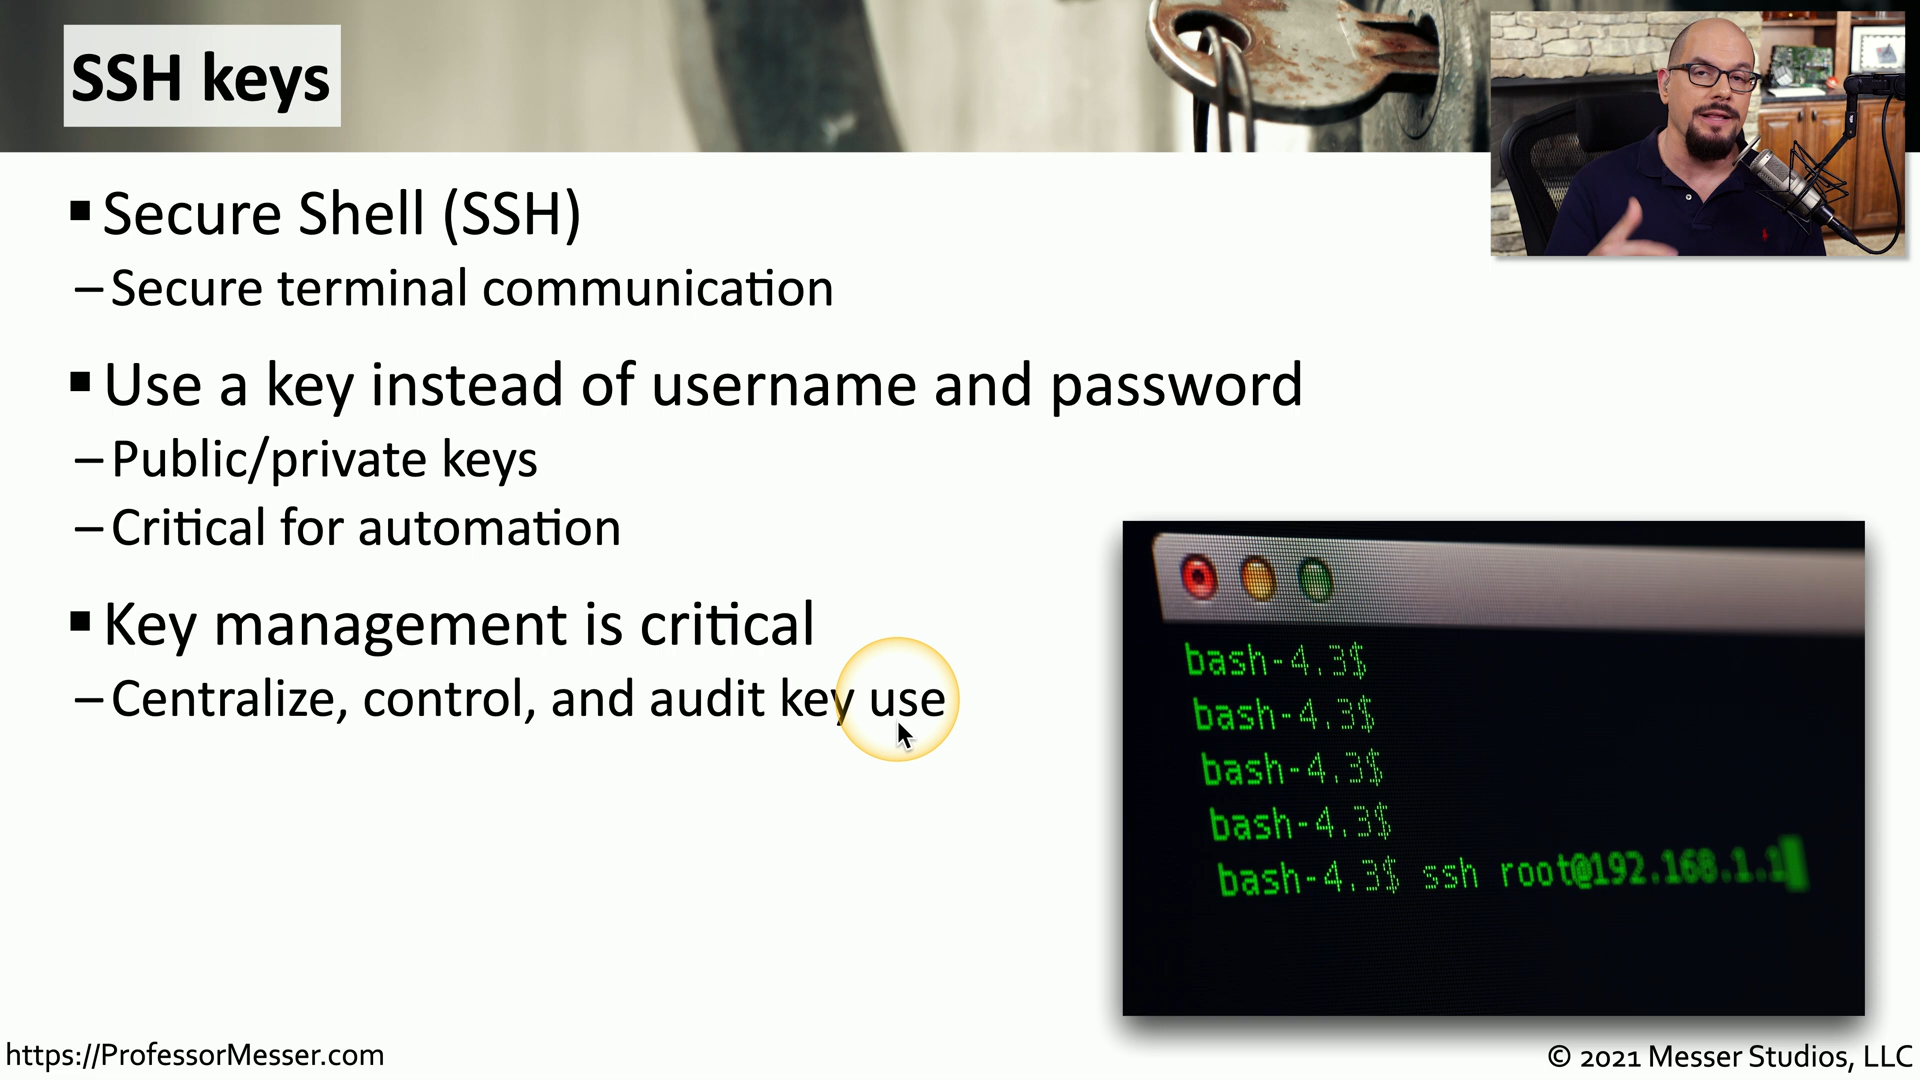 SSH keys
▪ Secure Shell (SSH)
– Secure terminal communication
▪ Use a key instead of username and password
– Public/private keys
– Critical for automation
▪ Key management is critical
– Centralize, control, and audit key use
bash-4.3$
bash-4.3$
bash-4.3$
bash-4.3$
bash-4.3$ ssh root@192.168.1.1
https://ProfessorMesser.com
© 2021 Messer Studios, LLC